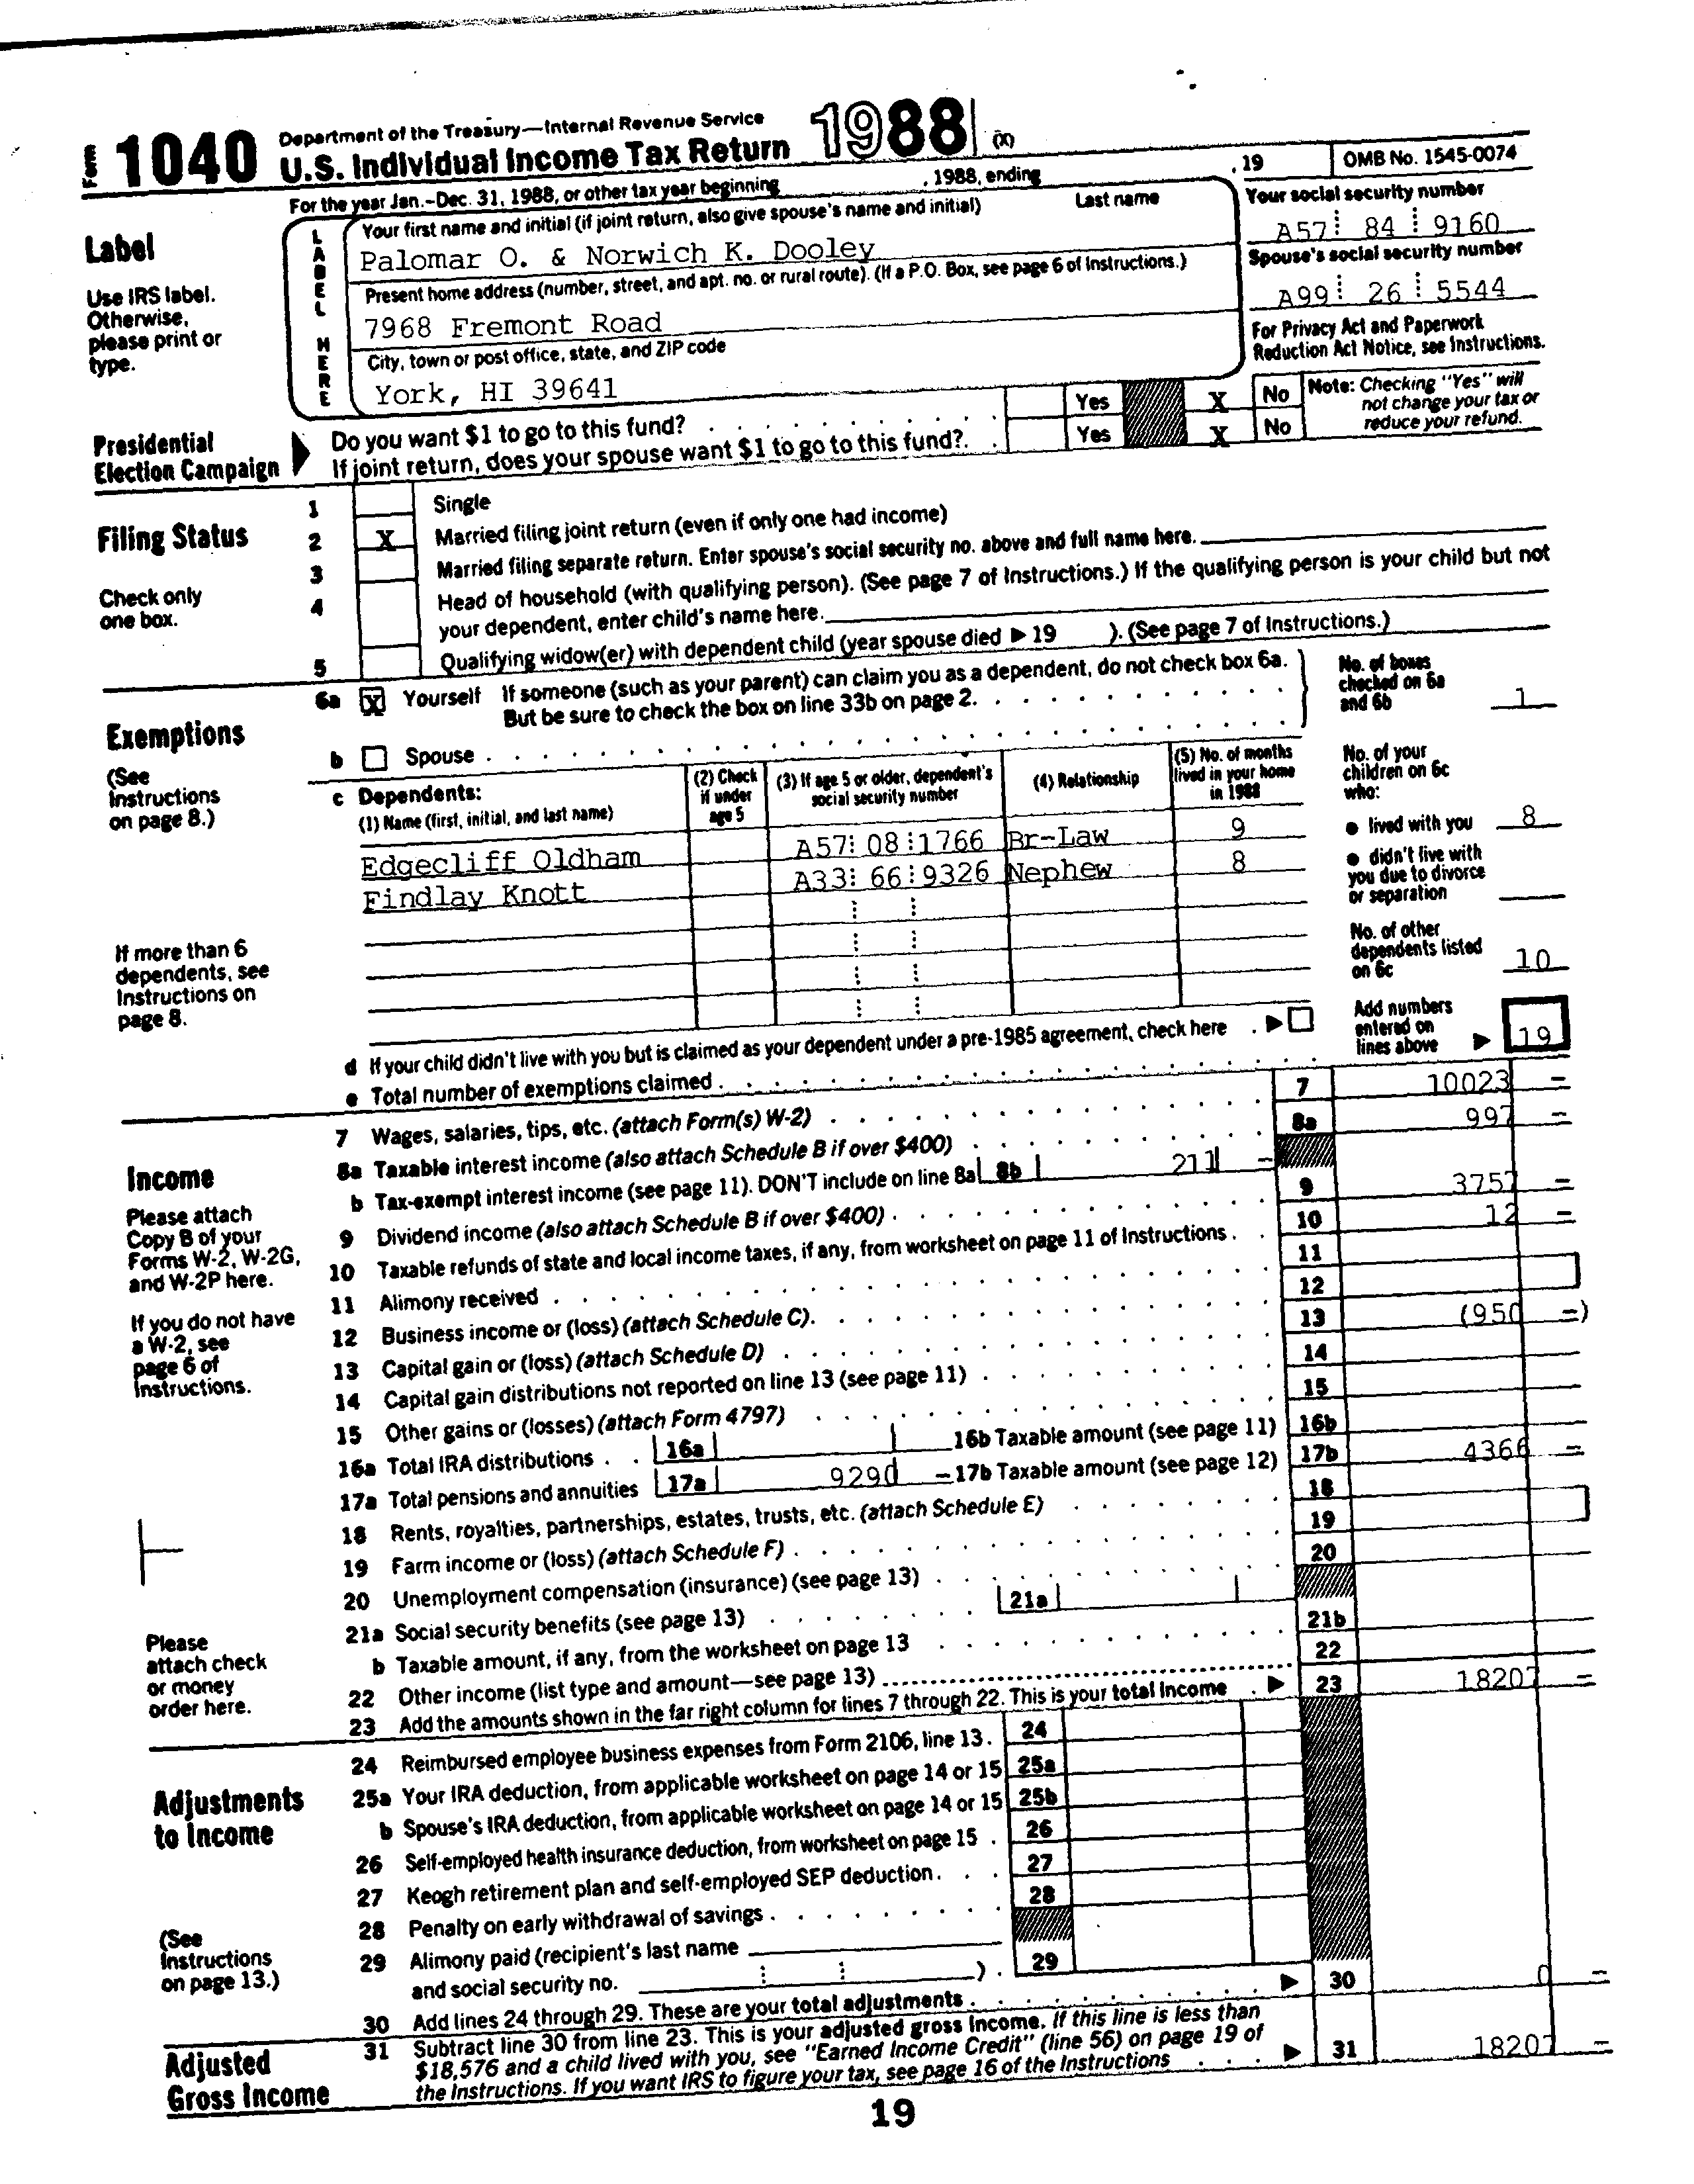 Form 1040 Department of the Treasury—Internal Revenue Service
U.S. Individual Income Tax Return 1988 (X)
For the year Jan.–Dec. 31, 1988, or other tax year beginning , 1988, ending , 19 OMB No. 1545-0074
Label
Use IRS label.
Otherwise,
please print or
type.
LABEL HERE
Your first name and initial (if joint return, also give spouse's name and initial) Last name
Palomar O. & Norwich K. Dooley
Present home address (number, street, and apt. no. or rural route). (If a P.O. Box, see page 6 of Instructions.)
7968 Fremont Road
City, town or post office, state, and ZIP code
York, HI 39641
Your social security number
A57 84 9160
Spouse's social security number
A99 26 5544
For Privacy Act and Paperwork
Reduction Act Notice, see Instructions.
Presidential
Election Campaign
Do you want $1 to go to this fund? Yes X No
If joint return, does your spouse want $1 to go to this fund?. Yes X No
Note: Checking "Yes" will
not change your tax or
reduce your refund.
Filing Status
Check only
one box.
1 Single
2 X Married filing joint return (even if only one had income)
3 Married filing separate return. Enter spouse's social security no. above and full name here.
4 Head of household (with qualifying person). (See page 7 of Instructions.) If the qualifying person is your child but not
your dependent, enter child's name here.
5 Qualifying widow(er) with dependent child (year spouse died ▶ 19 ). (See page 7 of Instructions.)
Exemptions
(See
Instructions
on page 8.)
If more than 6
dependents, see
Instructions on
page 8.
6a X Yourself If someone (such as your parent) can claim you as a dependent, do not check box 6a.
But be sure to check the box on line 33b on page 2.
b Spouse
c Dependents:
(1) Name (first, initial, and last name)
(2) Check
if under
age 5
(3) If age 5 or older, dependent's
social security number
(4) Relationship
(5) No. of months
lived in your home
in 1988
Edgecliff Oldham A57 08 1766 Br-Law 9
Findlay Knott A33 66 9326 Nephew 8
No. of boxes
checked on 6a
and 6b 1
No. of your
children on 6c
who:
● lived with you 8
● didn't live with
you due to divorce
or separation
No. of other
dependents listed
on 6c 10
Add numbers
entered on
lines above ▶ 19
d If your child didn't live with you but is claimed as your dependent under a pre-1985 agreement, check here ▶
e Total number of exemptions claimed
Income
Please attach
Copy B of your
Forms W-2, W-2G,
and W-2P here.
If you do not have
a W-2, see
page 6 of
Instructions.
Please
attach check
or money
order here.
7 Wages, salaries, tips, etc. (attach Form(s) W-2) 7 10023 –
8a Taxable interest income (also attach Schedule B if over $400) 8a 997 –
b Tax-exempt interest income (see page 11). DON'T include on line 8a 8b 211 –
9 Dividend income (also attach Schedule B if over $400) 9 3757 –
10 Taxable refunds of state and local income taxes, if any, from worksheet on page 11 of Instructions 10 12 –
11 Alimony received 11
12 Business income or (loss) (attach Schedule C). 12
13 Capital gain or (loss) (attach Schedule D) 13 (950 –)
14 Capital gain distributions not reported on line 13 (see page 11) 14
15 Other gains or (losses) (attach Form 4797) 15
16a Total IRA distributions 16a 16b Taxable amount (see page 11) 16b
17a Total pensions and annuities 17a 9290 – 17b Taxable amount (see page 12) 17b 4366 –
18 Rents, royalties, partnerships, estates, trusts, etc. (attach Schedule E) 18
19 Farm income or (loss) (attach Schedule F) 19
20 Unemployment compensation (insurance) (see page 13) 20
21a Social security benefits (see page 13) 21a
b Taxable amount, if any, from the worksheet on page 13 21b
22 Other income (list type and amount—see page 13) 22
23 Add the amounts shown in the far right column for lines 7 through 22. This is your total income ▶ 23 18207 –
Adjustments
to Income
(See
Instructions
on page 13.)
24 Reimbursed employee business expenses from Form 2106, line 13. 24
25a Your IRA deduction, from applicable worksheet on page 14 or 15 25a
b Spouse's IRA deduction, from applicable worksheet on page 14 or 15 25b
26 Self-employed health insurance deduction, from worksheet on page 15 26
27 Keogh retirement plan and self-employed SEP deduction 27
28 Penalty on early withdrawal of savings 28
29 Alimony paid (recipient's last name
and social security no. ) 29
30 Add lines 24 through 29. These are your total adjustments ▶ 30 0 –
Adjusted
Gross Income
31 Subtract line 30 from line 23. This is your adjusted gross income. If this line is less than
$18,576 and a child lived with you, see "Earned Income Credit" (line 56) on page 19 of
the Instructions. If you want IRS to figure your tax, see page 16 of the Instructions ▶ 31 18207 –
19